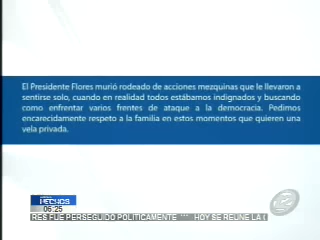 El Presidente Flores murió rodeado de acciones mezquinas que le llevaron a
sentirse solo, cuando en realidad todos estábamos indignados y buscando
como enfrentar varios frentes de ataque a la democracia. Pedimos
encarecidamente respeto a la familia en estos momentos que quieren una
vela privada.
HECHOS
06:25
RES FUE PERSEGUIDO POLITICAMENTE *** HOY SE REUNE LA